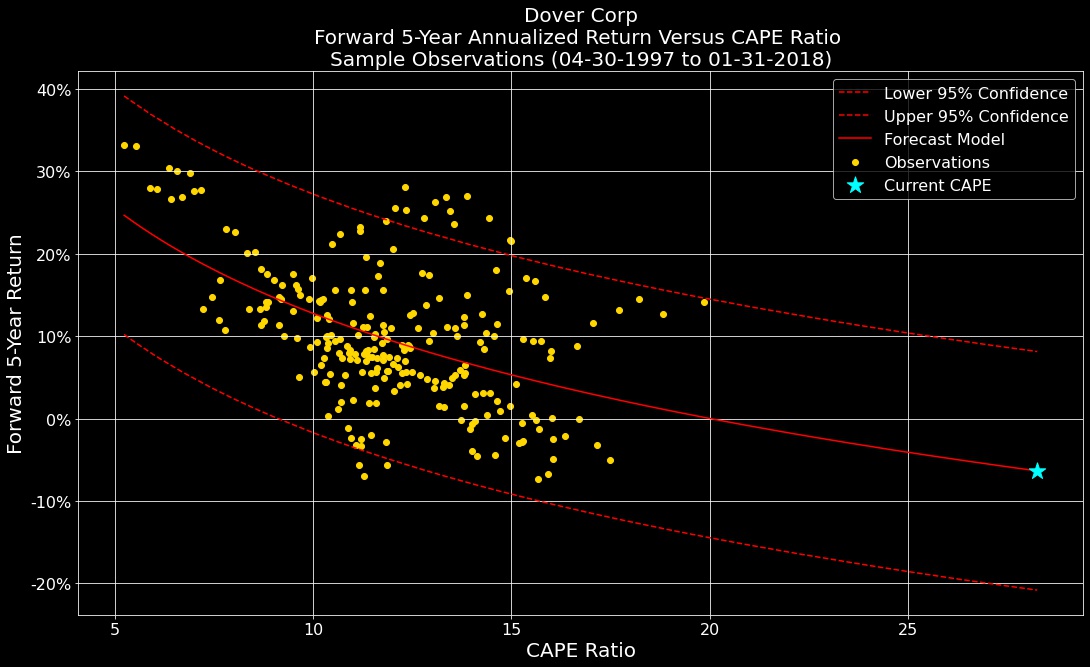 Dover Corp
Forward 5-Year Annualized Return Versus CAPE Ratio
Sample Observations (04-30-1997 to 01-31-2018)
Lower 95% Confidence
Upper 95% Confidence
Forecast Model
Observations
Current CAPE
Forward 5-Year Return
40%
30%
20%
10%
0%
-10%
-20%
5 10 15 20 25
CAPE Ratio